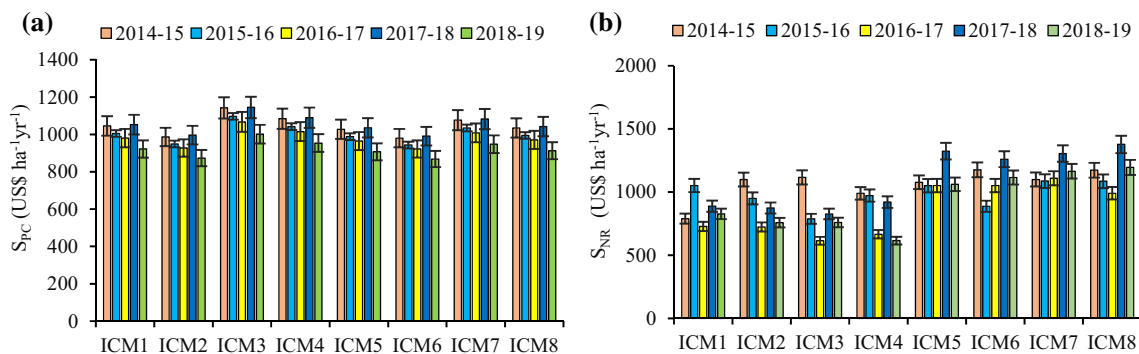 (a)
2014-15 2015-16 2016-17 2017-18 2018-19
S_PC (US$ ha⁻¹yr⁻¹)
1400
1200
1000
800
600
400
200
0
ICM1 ICM2 ICM3 ICM4 ICM5 ICM6 ICM7 ICM8
(b)
2014-15 2015-16 2016-17 2017-18 2018-19
S_NR (US$ ha⁻¹yr⁻¹)
2000
1500
1000
500
0
ICM1 ICM2 ICM3 ICM4 ICM5 ICM6 ICM7 ICM8